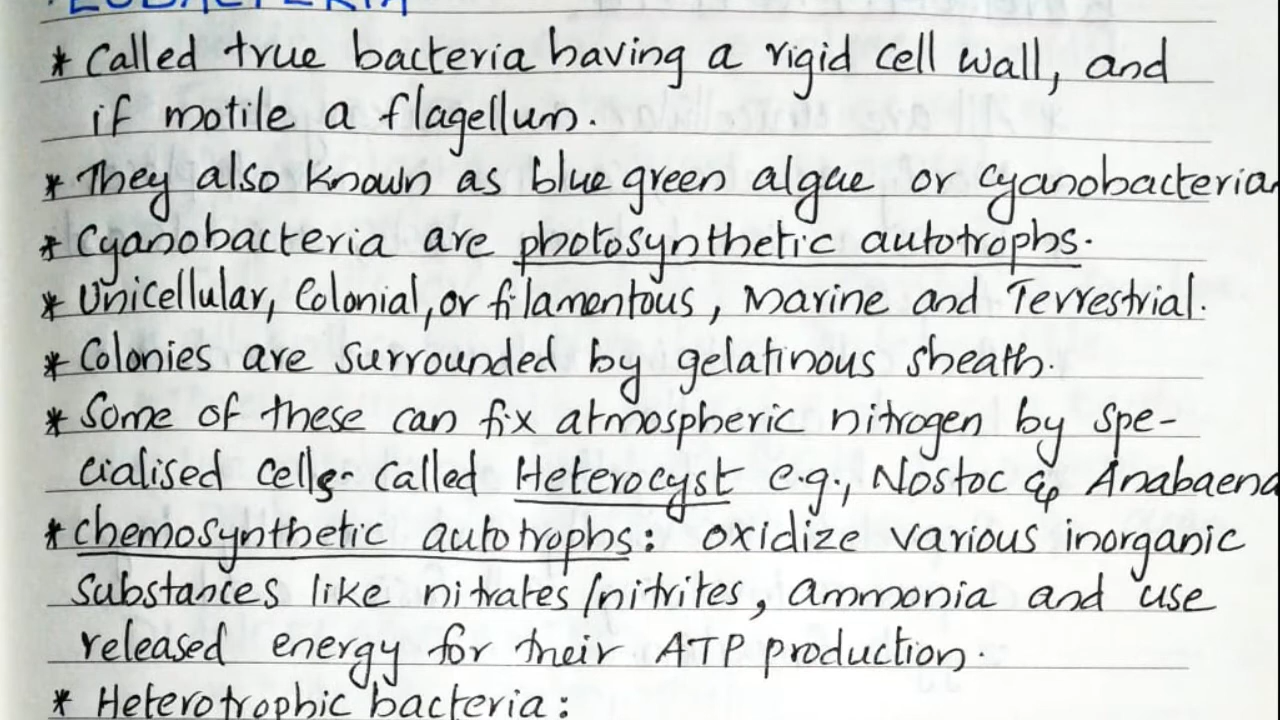 EUBACTERIA
* Called true bacteria having a rigid cell wall, and
if motile a flagellum.
* They also known as blue green algae or cyanobacteria
* Cyanobacteria are photosynthetic autotrophs.
* Unicellular, Colonial, or filamentous, Marine and Terrestrial.
* Colonies are surrounded by gelatinous sheath.
* Some of these can fix atmospheric nitrogen by spe-
cialised cells called Heterocyst e.g., Nostoc & Anabaena
* chemosynthetic autotrophs: oxidize various inorganic
substances like nitrates/nitrites, ammonia and use
released energy for their ATP production.
* Heterotrophic bacteria: